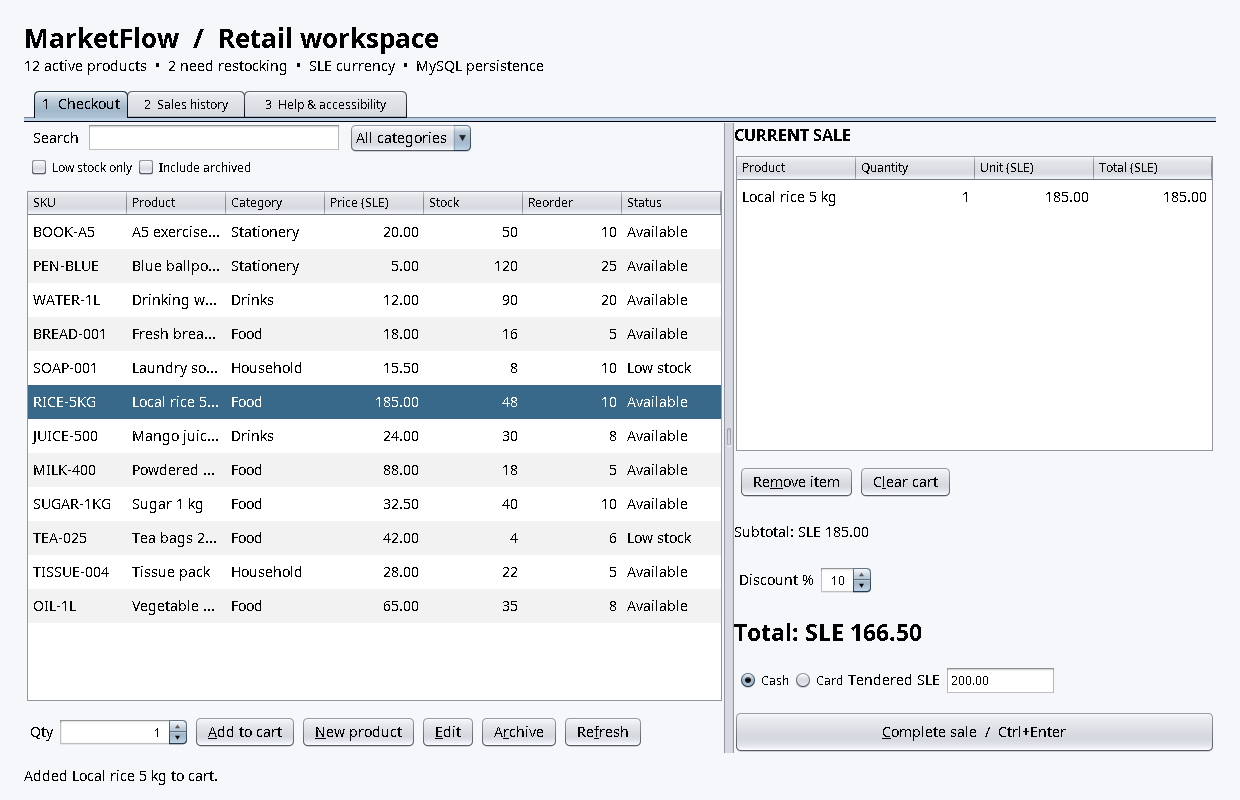 MarketFlow / Retail workspace
12 active products • 2 need restocking • SLE currency • MySQL persistence
1 Checkout 2 Sales history 3 Help & accessibility
Search All categories
Low stock only Include archived
SKU Product Category Price (SLE) Stock Reorder Status
BOOK-A5 A5 exercise... Stationery 20.00 50 10 Available
PEN-BLUE Blue ballpo... Stationery 5.00 120 25 Available
WATER-1L Drinking w... Drinks 12.00 90 20 Available
BREAD-001 Fresh brea... Food 18.00 16 5 Available
SOAP-001 Laundry so... Household 15.50 8 10 Low stock
RICE-5KG Local rice 5... Food 185.00 48 10 Available
JUICE-500 Mango juic... Drinks 24.00 30 8 Available
MILK-400 Powdered ... Food 88.00 18 5 Available
SUGAR-1KG Sugar 1 kg Food 32.50 40 10 Available
TEA-025 Tea bags 2... Food 42.00 4 6 Low stock
TISSUE-004 Tissue pack Household 28.00 22 5 Available
OIL-1L Vegetable ... Food 65.00 35 8 Available
Qty 1 Add to cart New product Edit Archive Refresh
CURRENT SALE
Product Quantity Unit (SLE) Total (SLE)
Local rice 5 kg 1 185.00 185.00
Remove item Clear cart
Subtotal: SLE 185.00
Discount % 10
Total: SLE 166.50
Cash Card Tendered SLE 200.00
Complete sale / Ctrl+Enter
Added Local rice 5 kg to cart.